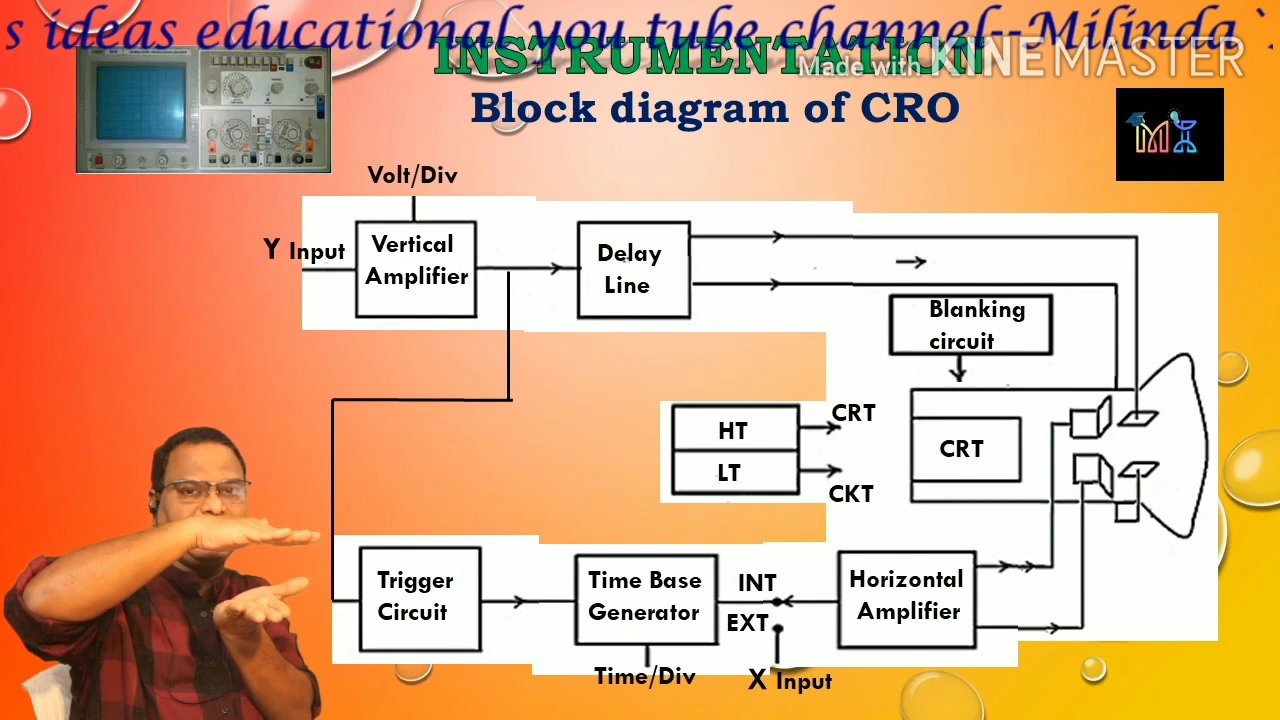 s ideas educational you tube channel--Milinda`s
INSTRUMENTATION
Made with KINEMASTER
Block diagram of CRO
MI
Volt/Div
Y Input
Vertical
Amplifier
Delay
Line
Blanking
circuit
HT
LT
CRT
CKT
CRT
Trigger
Circuit
Time Base
Generator
INT
EXT
Horizontal
Amplifier
Time/Div
X Input